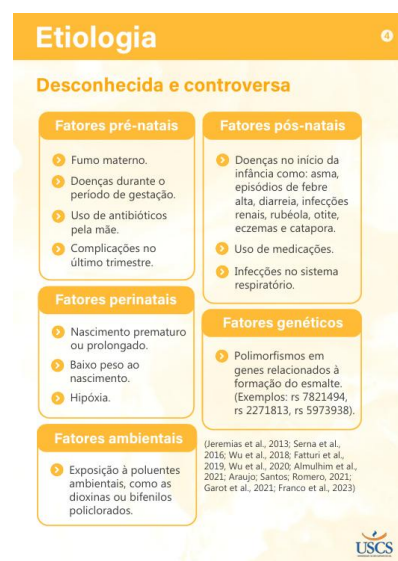 Etiologia
4
Desconhecida e controversa
Fatores pré-natais
Fumo materno.
Doenças durante o
período de gestação.
Uso de antibióticos
pela mãe.
Complicações no
último trimestre.
Fatores perinatais
Nascimento prematuro
ou prolongado.
Baixo peso ao
nascimento.
Hipóxia.
Fatores ambientais
Exposição à poluentes
ambientais, como as
dioxinas ou bifenilos
policlorados.
Fatores pós-natais
Doenças no início da
infância como: asma,
episódios de febre
alta, diarreia, infecções
renais, rubéola, otite,
eczemas e catapora.
Uso de medicações.
Infecções no sistema
respiratório.
Fatores genéticos
Polimorfismos em
genes relacionados à
formação do esmalte.
(Exemplos: rs 7821494,
rs 2271813, rs 5973938).
(Jeremias et al., 2013; Serna et al.,
2016; Wu et al., 2018; Fatturi et al.,
2019, Wu et al., 2020; Almulhim et al.,
2021; Araujo; Santos; Romero, 2021;
Garot et al., 2021; Franco et al., 2023)
USCS